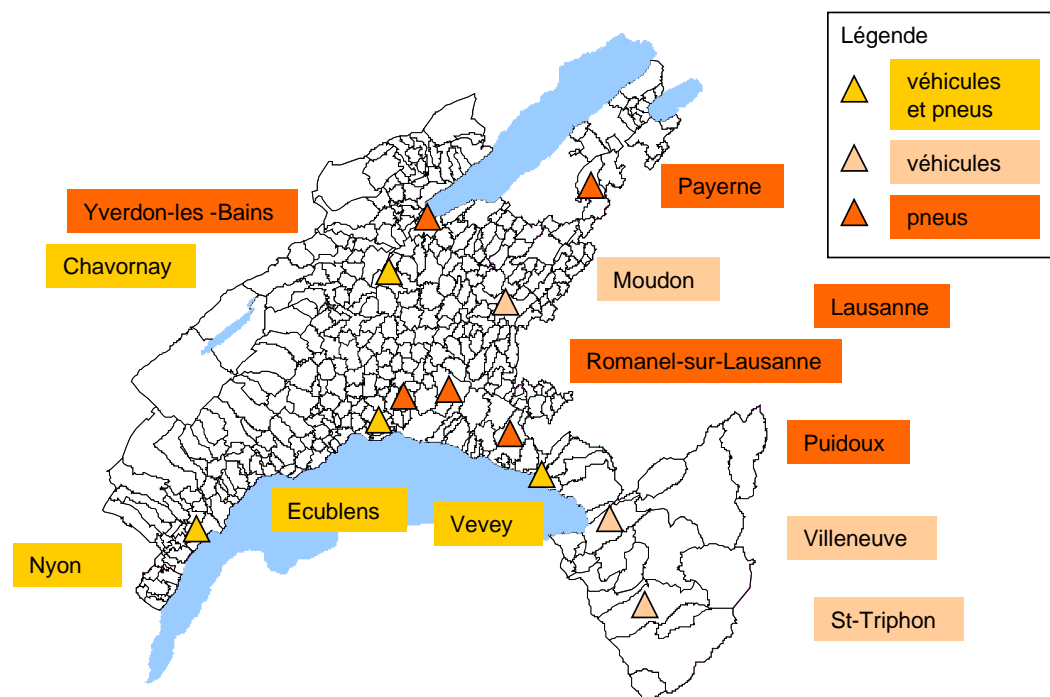 Légende
véhicules
et pneus
véhicules
pneus
Payerne
Yverdon-les -Bains
Chavornay
Moudon
Lausanne
Romanel-sur-Lausanne
Puidoux
Ecublens
Vevey
Villeneuve
Nyon
St-Triphon